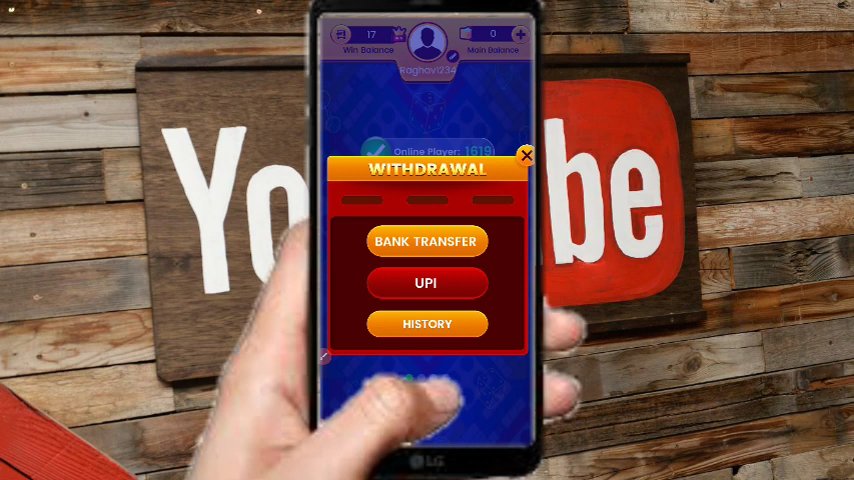 17
Win Balance
0
Main Balance
Raghav1234
Online Player: 1619
WITHDRAWAL
BANK TRANSFER
UPI
HISTORY
Yo
be
LG